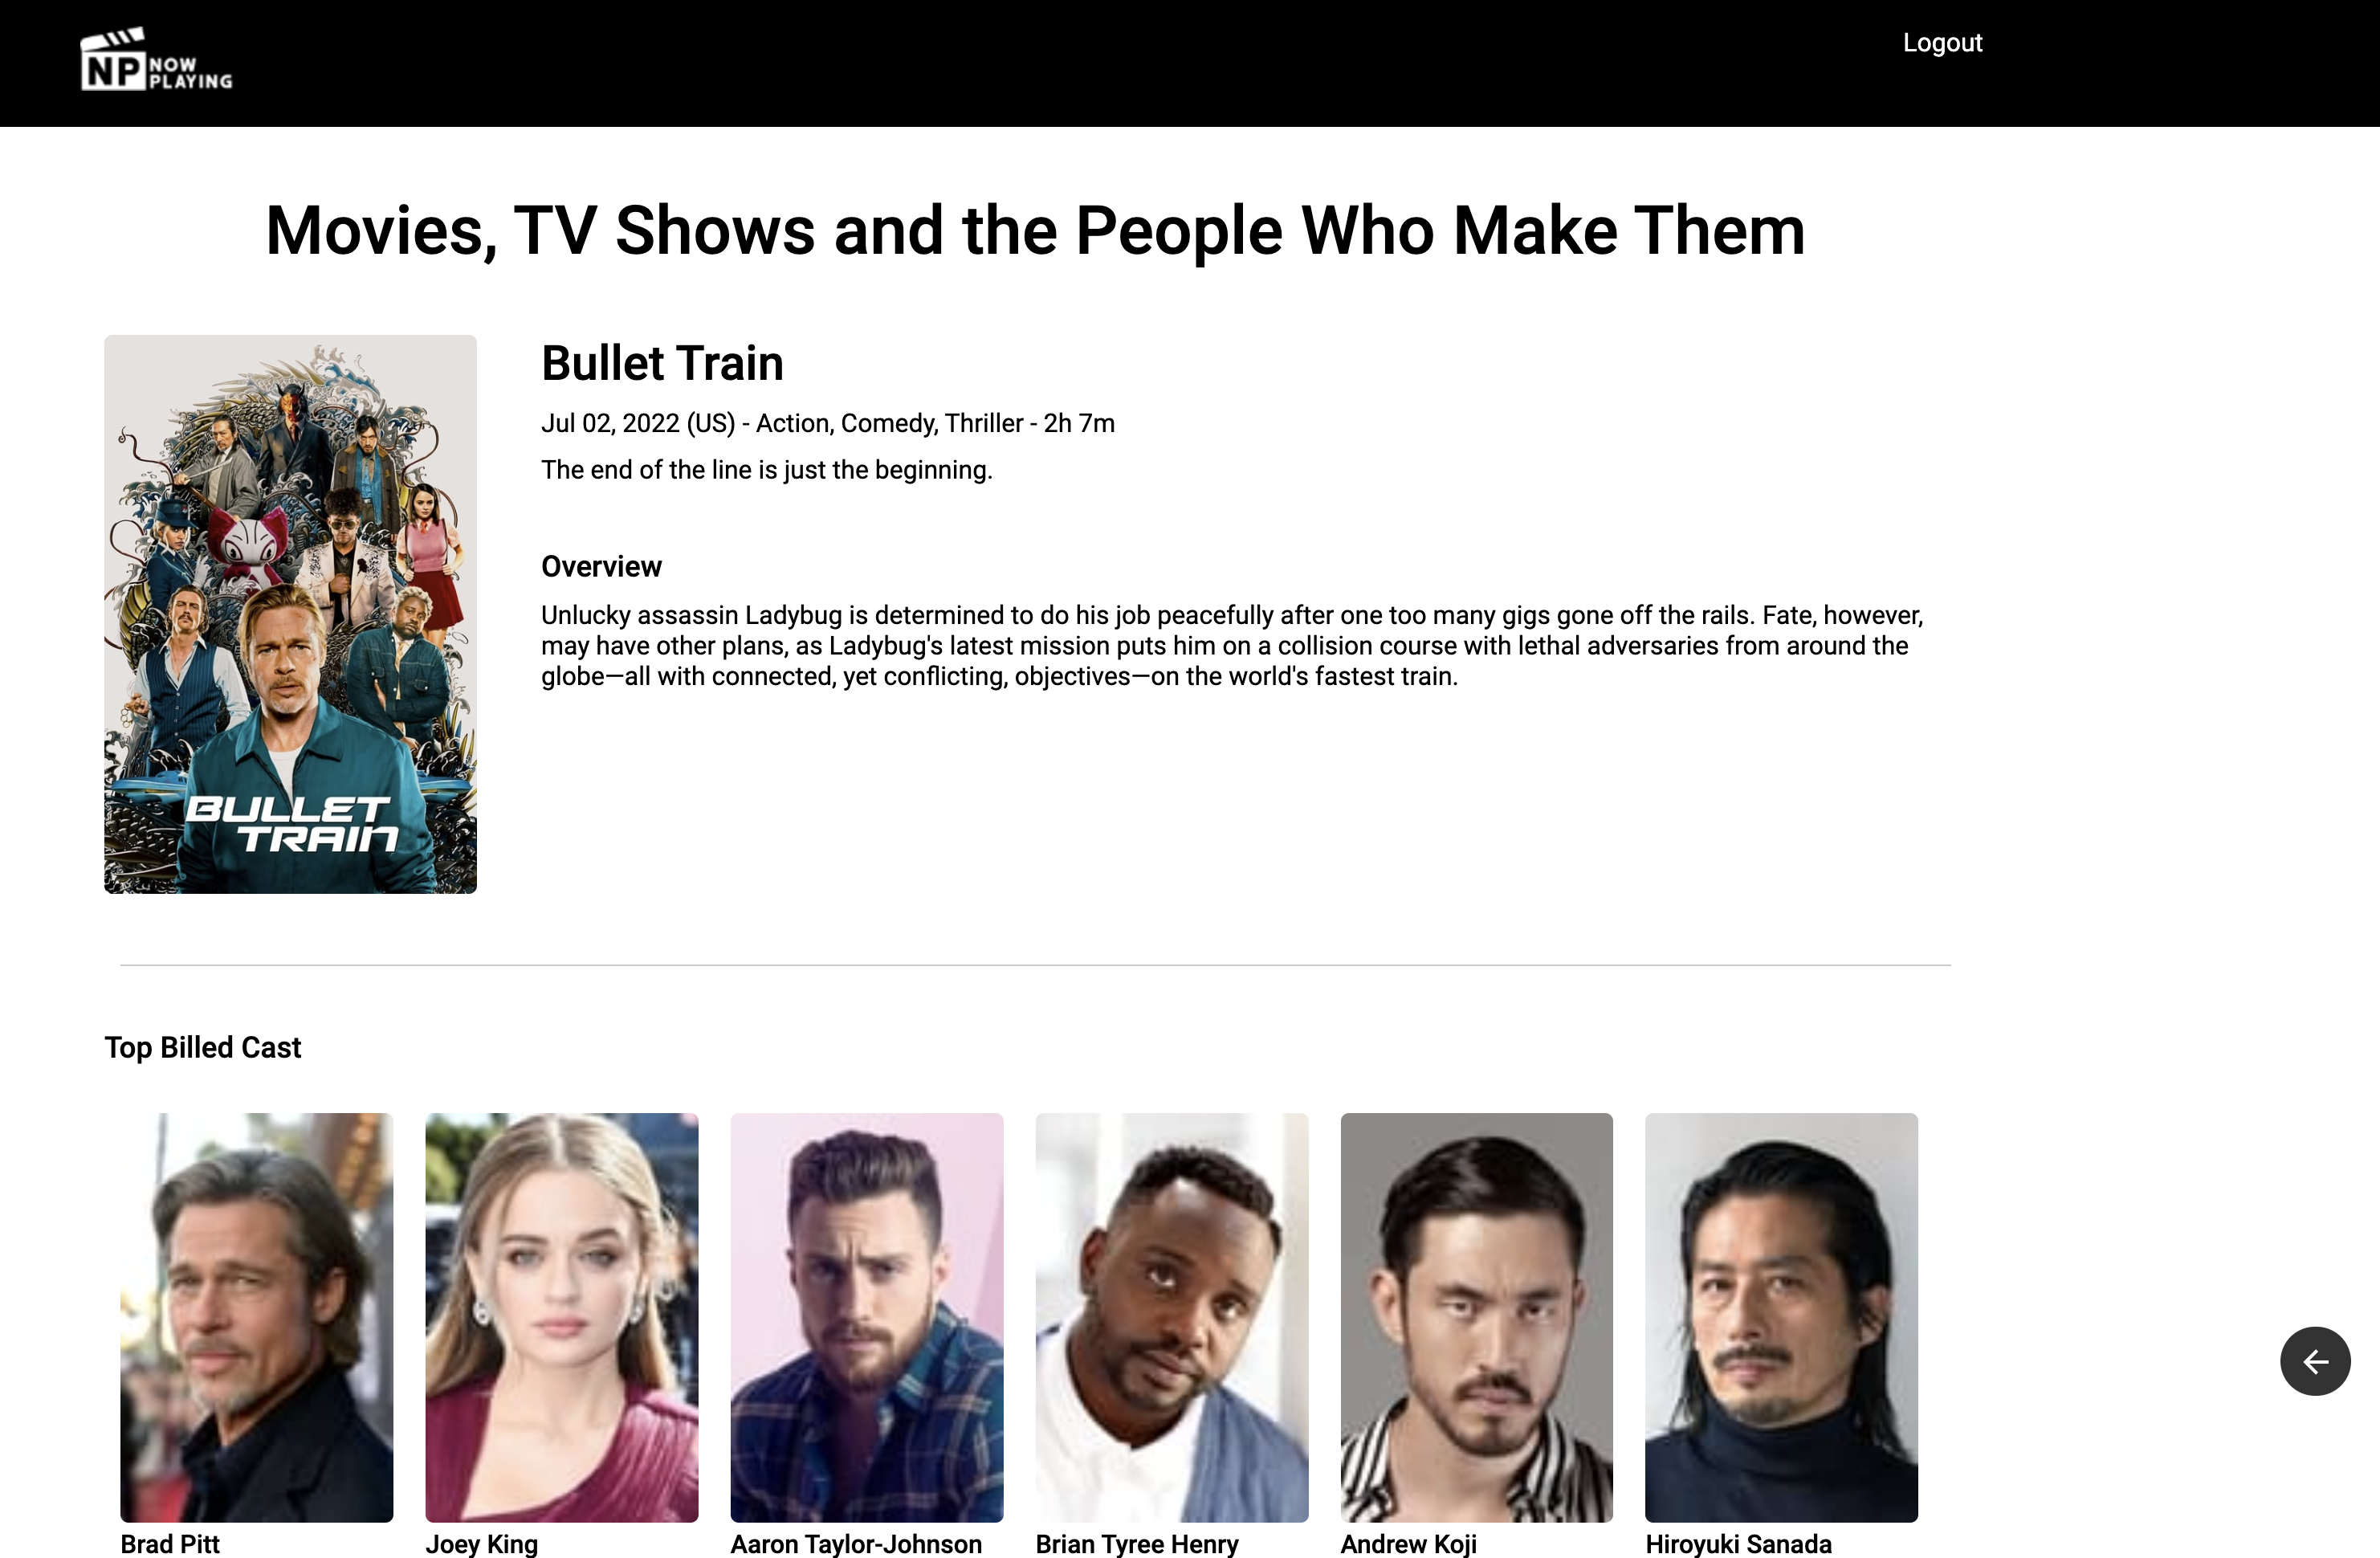 NP NOW PLAYING
Logout
Movies, TV Shows and the People Who Make Them
Bullet Train
Jul 02, 2022 (US) - Action, Comedy, Thriller - 2h 7m
The end of the line is just the beginning.
Overview
Unlucky assassin Ladybug is determined to do his job peacefully after one too many gigs gone off the rails. Fate, however,
may have other plans, as Ladybug's latest mission puts him on a collision course with lethal adversaries from around the
globe—all with connected, yet conflicting, objectives—on the world's fastest train.
BULLET
TRAIN
Top Billed Cast
Brad Pitt
Joey King
Aaron Taylor-Johnson
Brian Tyree Henry
Andrew Koji
Hiroyuki Sanada